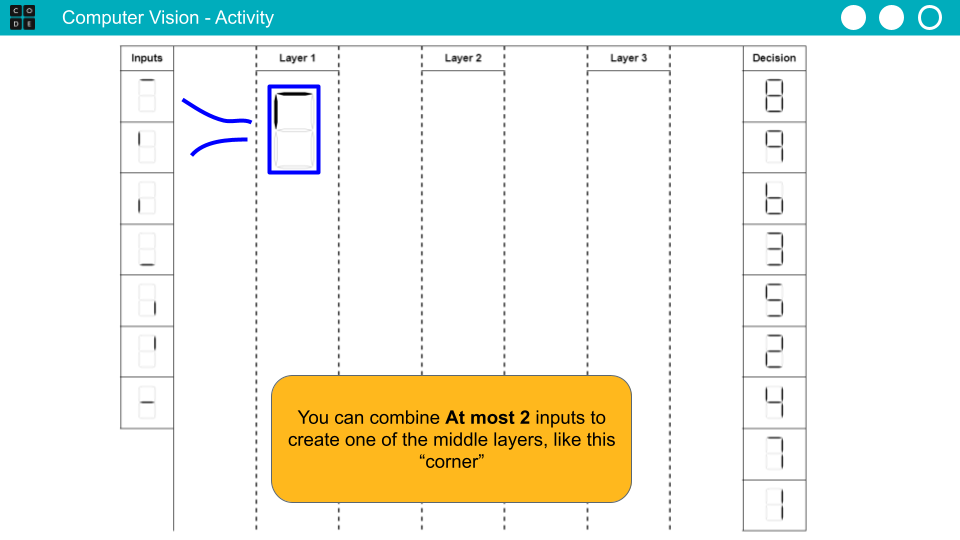 C O
D E
Computer Vision - Activity
Inputs
Layer 1
Layer 2
Layer 3
Decision
8
9
b
3
5
2
4
7
1
You can combine At most 2 inputs to
create one of the middle layers, like this
“corner”